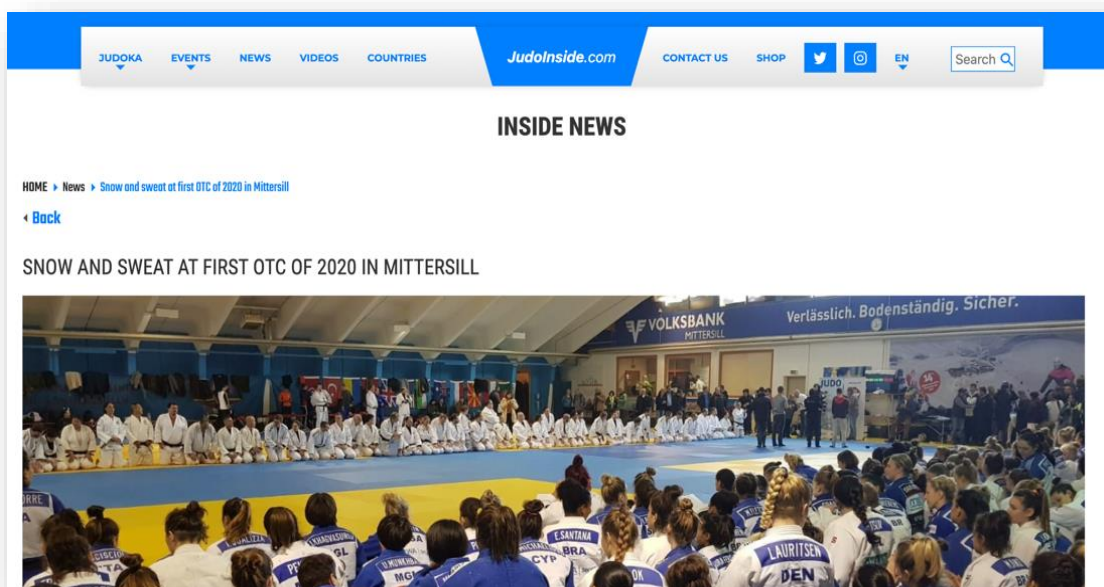 JUDOKA EVENTS NEWS VIDEOS COUNTRIES JudoInside.com CONTACT US SHOP EN Search
INSIDE NEWS
HOME News Snow and sweat at first OTC of 2020 in Mittersill
Back
SNOW AND SWEAT AT FIRST OTC OF 2020 IN MITTERSILL
VOLKSBANK
MITTERSILL
Verlässlich. Bodenständig. Sicher.
JUDO
E.SANTANA
BRA
CYP
LAURITSEN
DEN
MGL